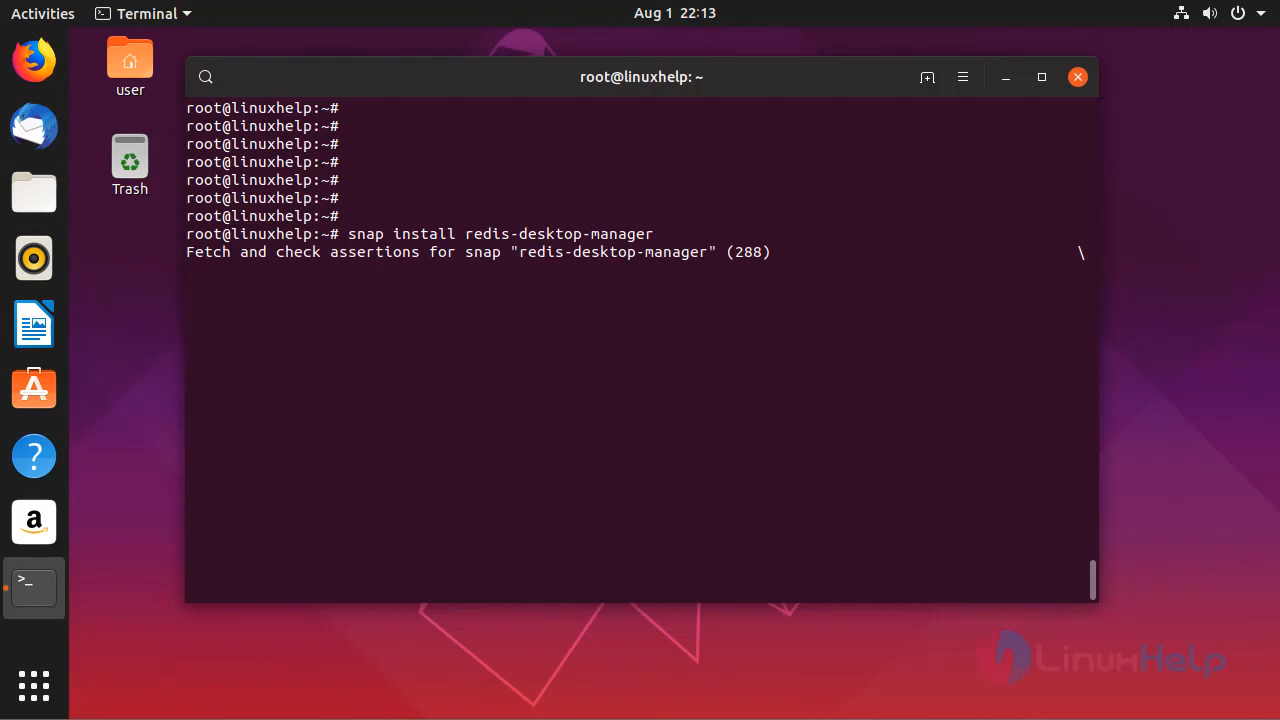 Activities Terminal Aug 1 22:13
user
Trash
root@linuxhelp: ~
root@linuxhelp:~#
root@linuxhelp:~#
root@linuxhelp:~#
root@linuxhelp:~#
root@linuxhelp:~#
root@linuxhelp:~#
root@linuxhelp:~#
root@linuxhelp:~# snap install redis-desktop-manager
Fetch and check assertions for snap "redis-desktop-manager" (288) \
?
a
>_
LinuxHelp